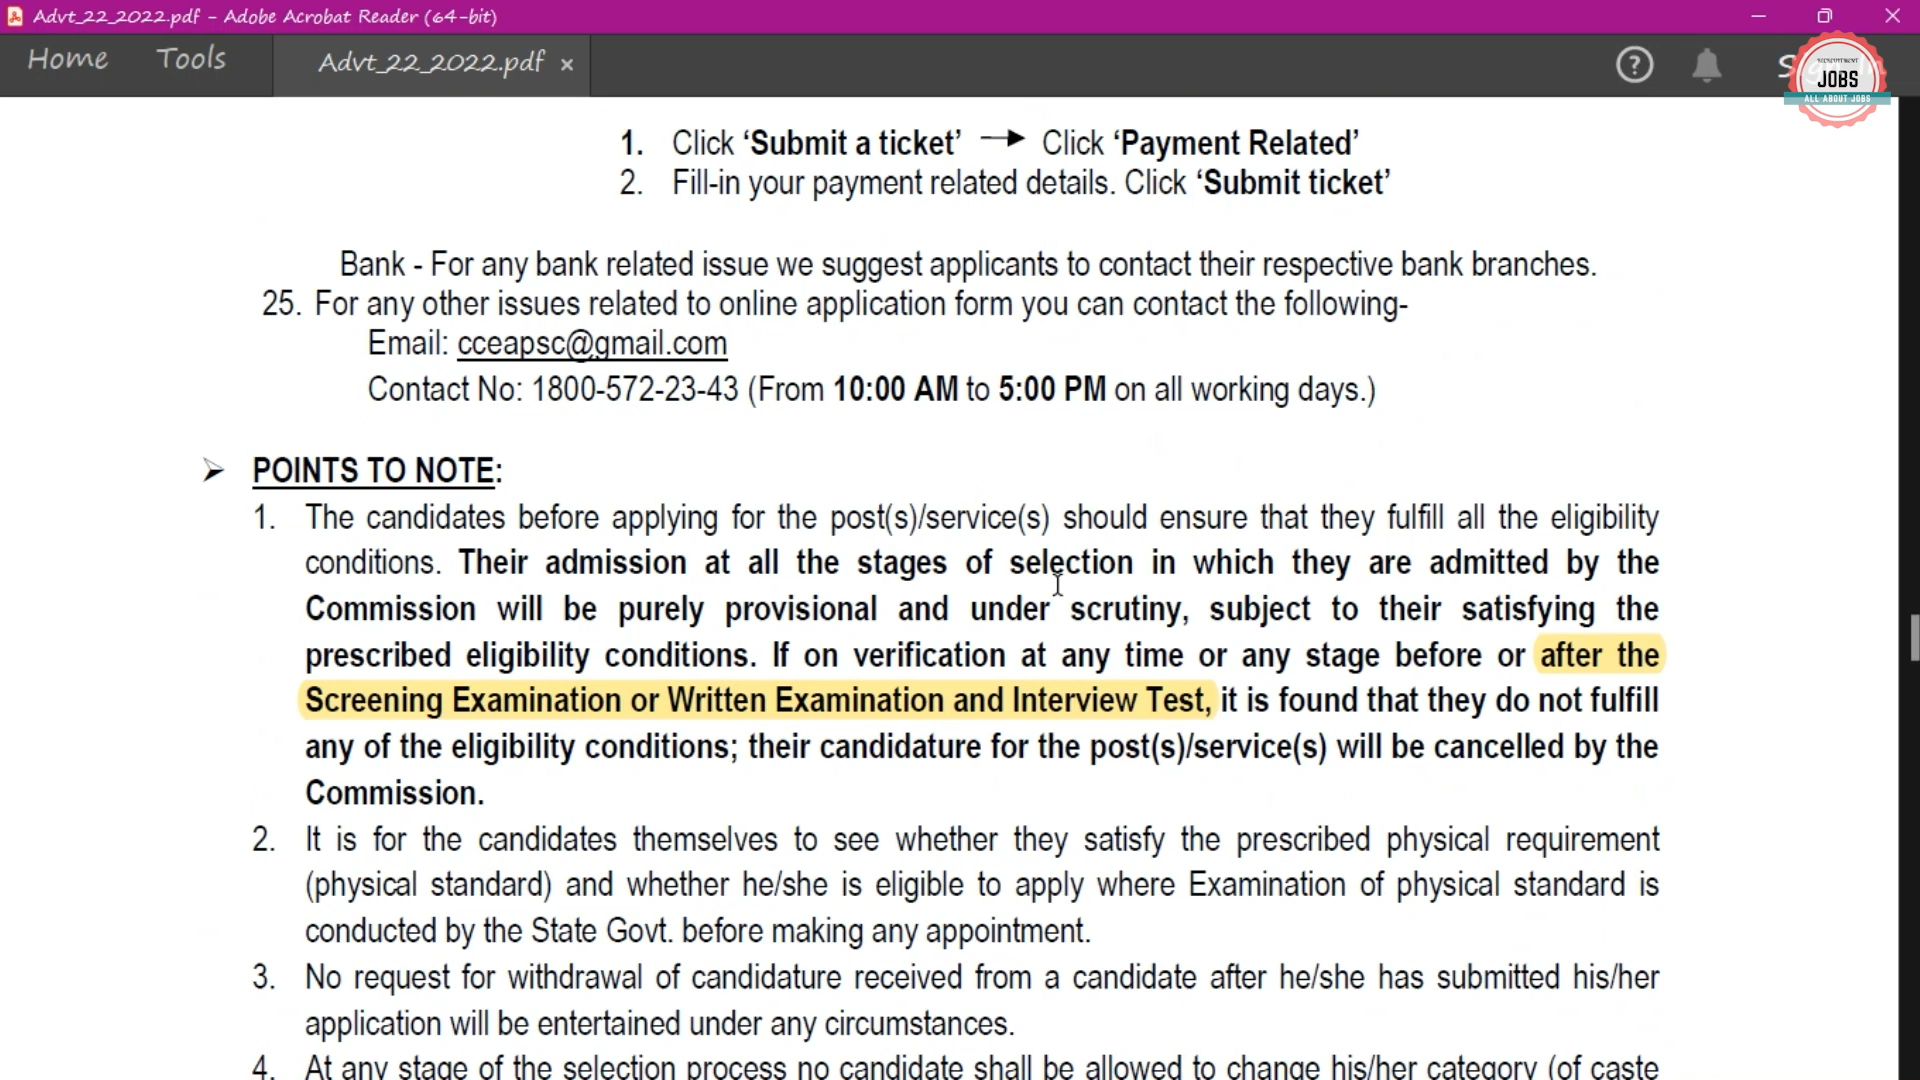 Advt_22_2022.pdf - Adobe Acrobat Reader (64-bit)
Home Tools Advt_22_2022.pdf ×
RECRUITMENT
JOBS
ALL ABOUT JOBS
1. Click ‘Submit a ticket’ → Click ‘Payment Related’
2. Fill-in your payment related details. Click ‘Submit ticket’
Bank - For any bank related issue we suggest applicants to contact their respective bank branches.
25. For any other issues related to online application form you can contact the following-
Email: cceapsc@gmail.com
Contact No: 1800-572-23-43 (From 10:00 AM to 5:00 PM on all working days.)
➢ POINTS TO NOTE:
1. The candidates before applying for the post(s)/service(s) should ensure that they fulfill all the eligibility
conditions. Their admission at all the stages of selection in which they are admitted by the
Commission will be purely provisional and under scrutiny, subject to their satisfying the
prescribed eligibility conditions. If on verification at any time or any stage before or after the
Screening Examination or Written Examination and Interview Test, it is found that they do not fulfill
any of the eligibility conditions; their candidature for the post(s)/service(s) will be cancelled by the
Commission.
2. It is for the candidates themselves to see whether they satisfy the prescribed physical requirement
(physical standard) and whether he/she is eligible to apply where Examination of physical standard is
conducted by the State Govt. before making any appointment.
3. No request for withdrawal of candidature received from a candidate after he/she has submitted his/her
application will be entertained under any circumstances.
4. At any stage of the selection process no candidate shall be allowed to change his/her category (of caste